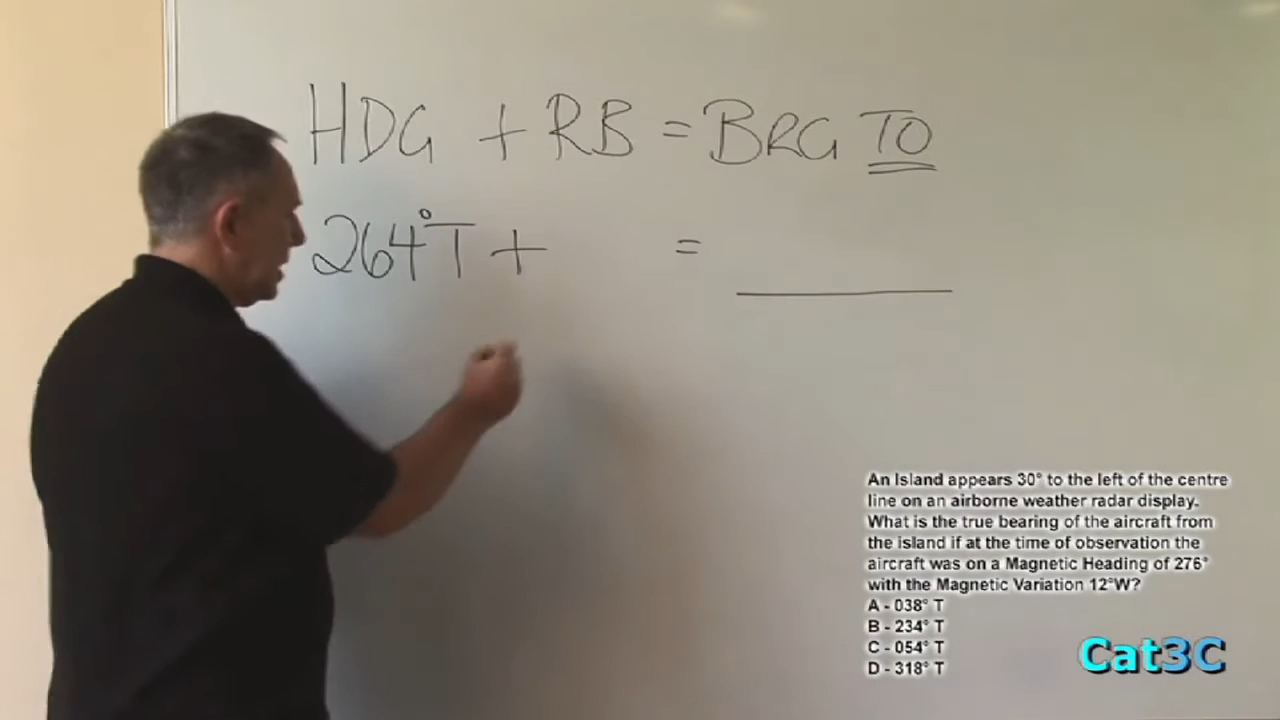 HDG + RB = BRG TO
264°T + =
An Island appears 30° to the left of the centre
line on an airborne weather radar display.
What is the true bearing of the aircraft from
the island if at the time of observation the
aircraft was on a Magnetic Heading of 276°
with the Magnetic Variation 12°W?
A - 038° T
B - 234° T
C - 054° T
D - 318° T
Cat3C